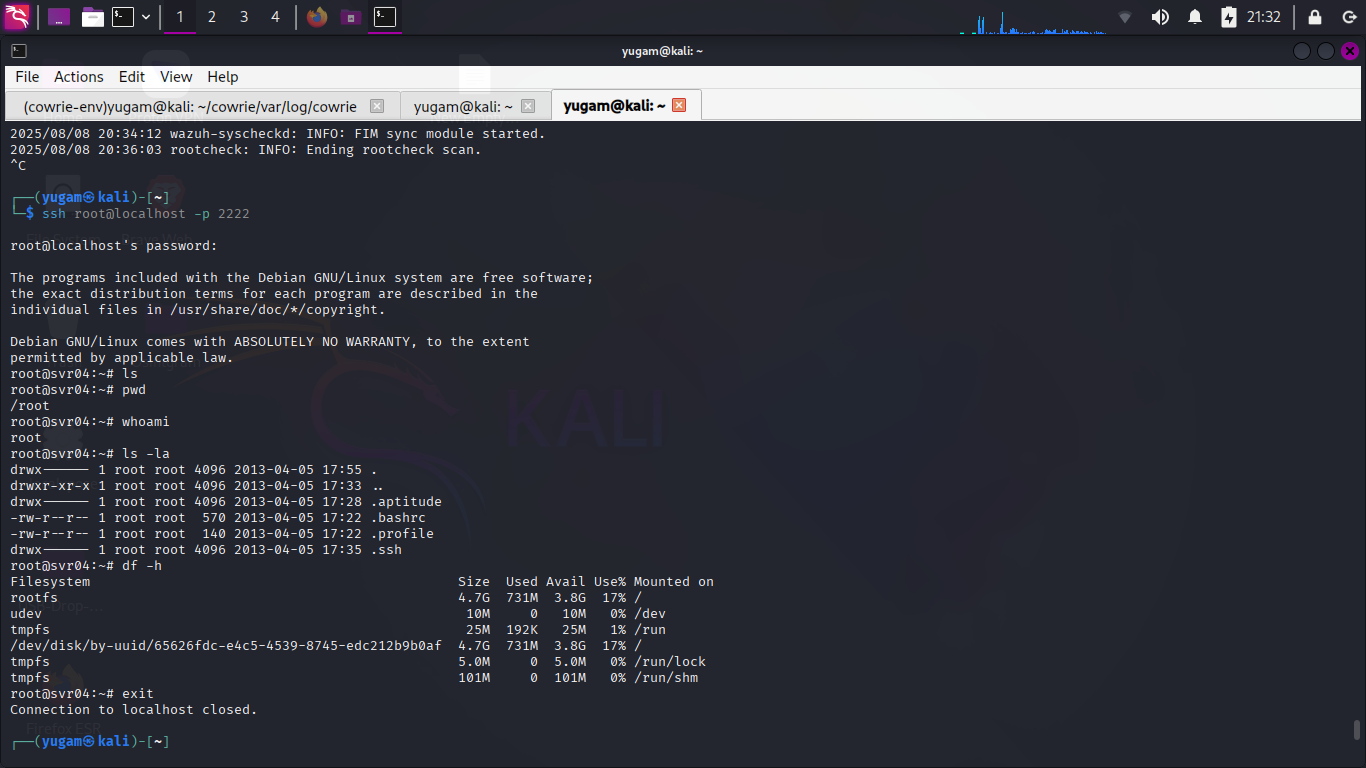 1 2 3 4 21:32
yugam@kali: ~
File Actions Edit View Help
(cowrie-env)yugam@kali: ~/cowrie/var/log/cowrie yugam@kali: ~ yugam@kali: ~
2025/08/08 20:34:12 wazuh-syscheckd: INFO: FIM sync module started.
2025/08/08 20:36:03 rootcheck: INFO: Ending rootcheck scan.
^C
┌──(yugam㉿kali)-[~]
└─$ ssh root@localhost -p 2222
root@localhost's password:
The programs included with the Debian GNU/Linux system are free software;
the exact distribution terms for each program are described in the
individual files in /usr/share/doc/*/copyright.
Debian GNU/Linux comes with ABSOLUTELY NO WARRANTY, to the extent
permitted by applicable law.
root@svr04:~# ls
root@svr04:~# pwd
/root
root@svr04:~# whoami
root
root@svr04:~# ls -la
drwx------ 1 root root 4096 2013-04-05 17:55 .
drwxr-xr-x 1 root root 4096 2013-04-05 17:33 ..
drwx------ 1 root root 4096 2013-04-05 17:28 .aptitude
-rw-r--r-- 1 root root  570 2013-04-05 17:22 .bashrc
-rw-r--r-- 1 root root  140 2013-04-05 17:22 .profile
drwx------ 1 root root 4096 2013-04-05 17:35 .ssh
root@svr04:~# df -h
Filesystem Size Used Avail Use% Mounted on
rootfs 4.7G 731M 3.8G 17% /
udev 10M 0 10M 0% /dev
tmpfs 25M 192K 25M 1% /run
/dev/disk/by-uuid/65626fdc-e4c5-4539-8745-edc212b9b0af 4.7G 731M 3.8G 17% /
tmpfs 5.0M 0 5.0M 0% /run/lock
tmpfs 101M 0 101M 0% /run/shm
root@svr04:~# exit
Connection to localhost closed.
Firefox ESR
┌──(yugam㉿kali)-[~]
KALI